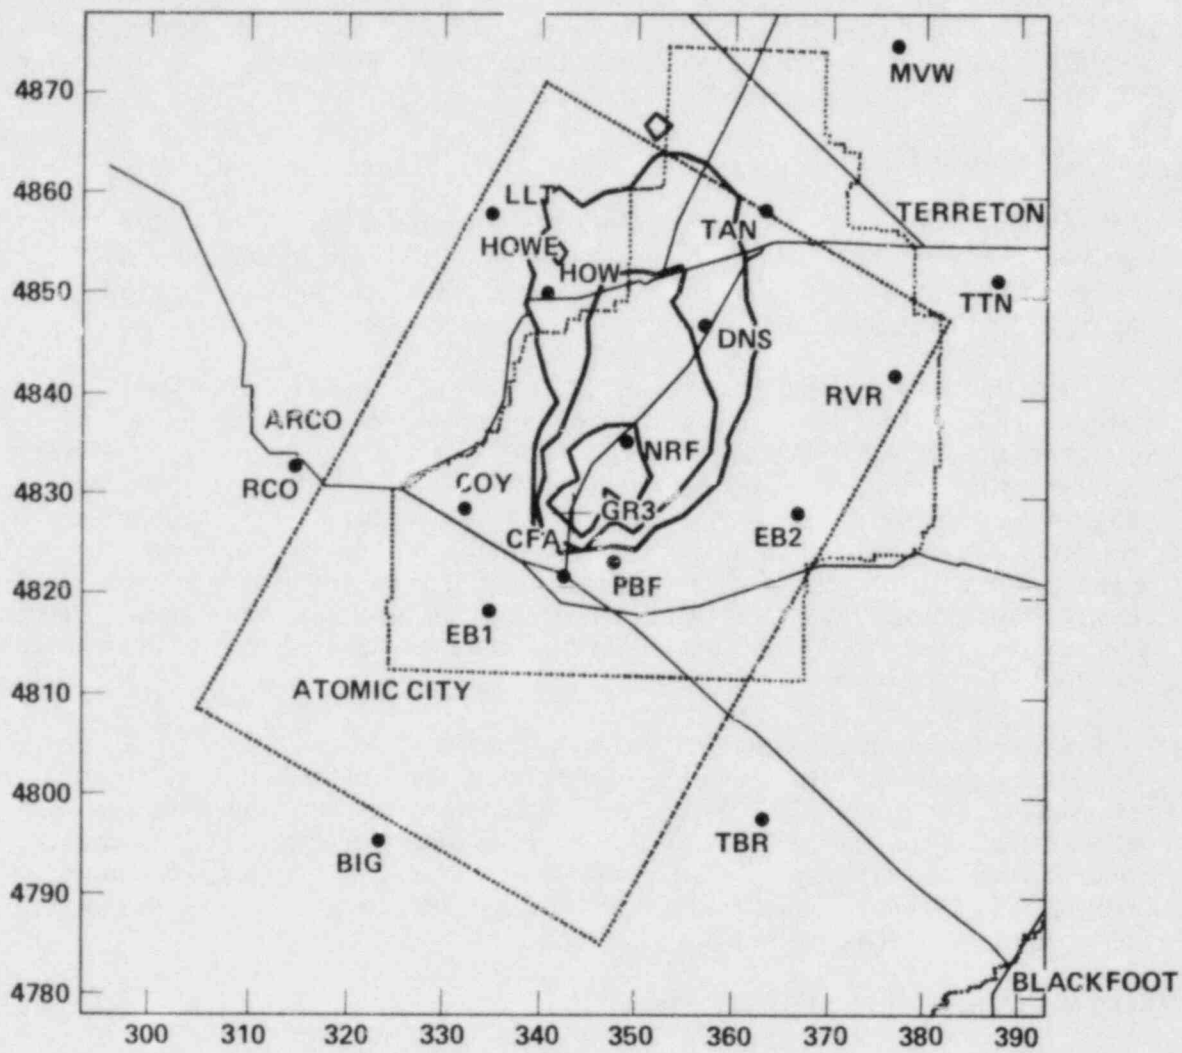 MVW
4870
4860
LLT
TERRETON
TAN
HOWE
HOW
4850
TTN
DNS
4840
RVR
ARCO
NRF
RCO
COY
4830
GR3
EB2
CFA
4820
PBF
EB1
4810
ATOMIC CITY
4800
TBR
BIG
4790
4780
BLACKFOOT
300 310 320 330 340 350 360 370 380 390